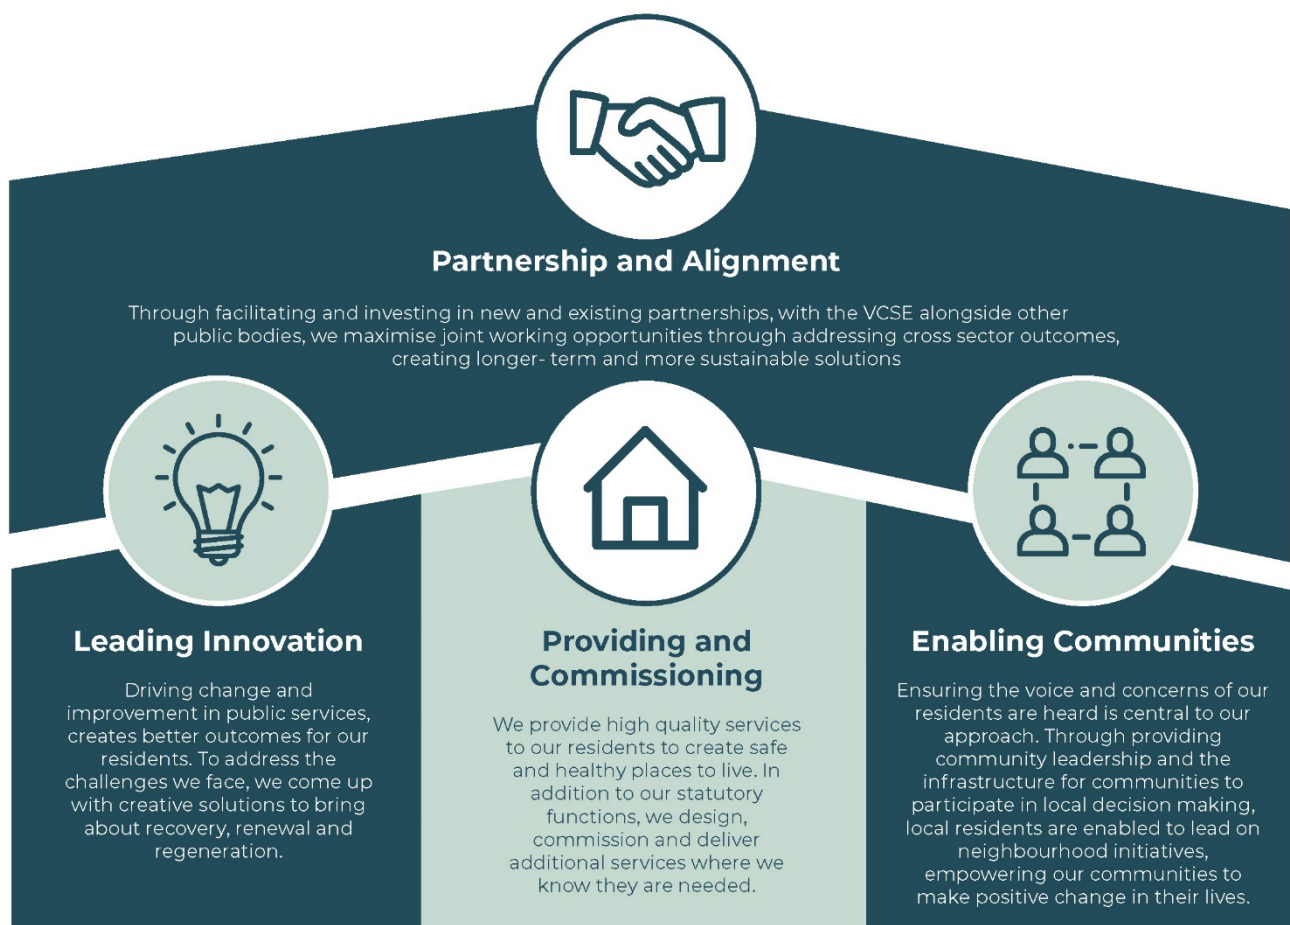 Partnership and Alignment
Through facilitating and investing in new and existing partnerships, with the VCSE alongside other
public bodies, we maximise joint working opportunities through addressing cross sector outcomes,
creating longer- term and more sustainable solutions
Leading Innovation
Driving change and
improvement in public services,
creates better outcomes for our
residents. To address the
challenges we face, we come up
with creative solutions to bring
about recovery, renewal and
regeneration.
Providing and
Commissioning
We provide high quality services
to our residents to create safe
and healthy places to live. In
addition to our statutory
functions, we design,
commission and deliver
additional services where we
know they are needed.
Enabling Communities
Ensuring the voice and concerns of our
residents are heard is central to our
approach. Through providing
community leadership and the
infrastructure for communities to
participate in local decision making,
local residents are enabled to lead on
neighbourhood initiatives,
empowering our communities to
make positive change in their lives.